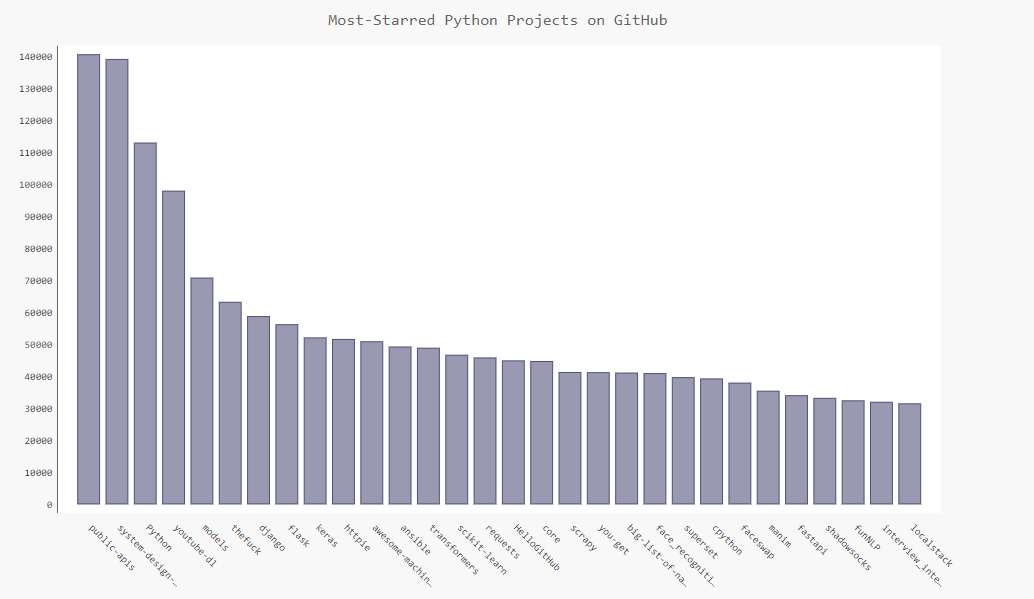 Most-Starred Python Projects on GitHub
140000
130000
120000
110000
100000
90000
80000
70000
60000
50000
40000
30000
20000
10000
0
public-apis
system-design-…
Python
youtube-dl
models
thefuck
django
flask
keras
httpie
awesome-machin…
ansible
transformers
scikit-learn
requests
HelloGitHub
core
scrapy
you-get
big-list-of-na…
face_recogniti…
superset
cpython
faceswap
manim
fastapi
shadowsocks
funNLP
interview_inte…
localstack